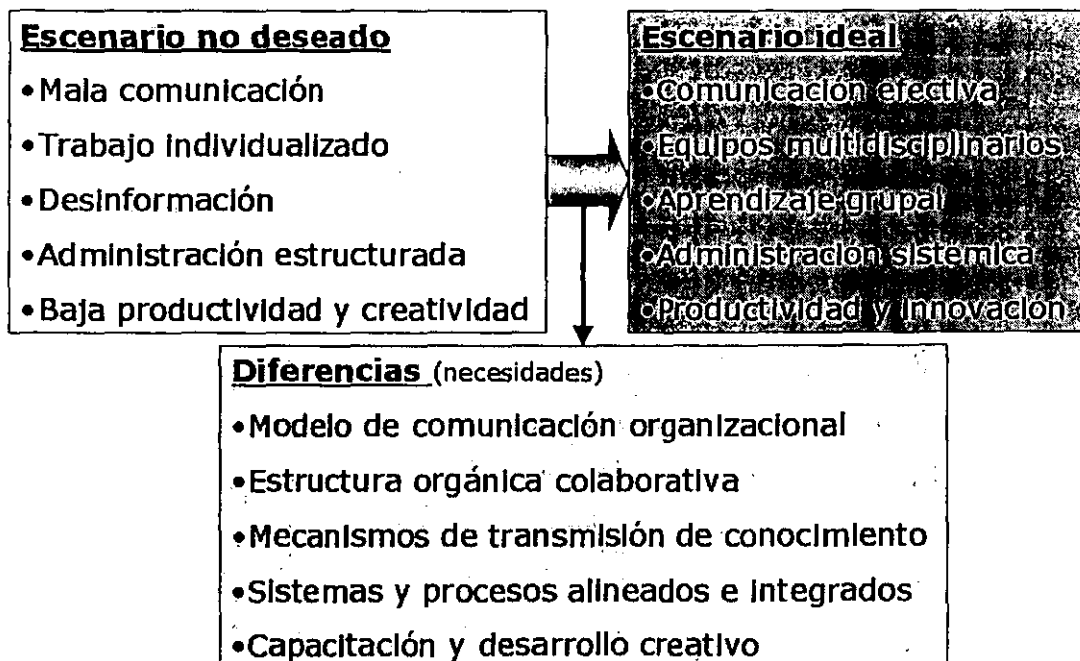 Escenario no deseado
•Mala comunicación
•Trabajo individualizado
•Desinformación
•Administración estructurada
•Baja productividad y creatividad
Escenario ideal
•Comunicación efectiva
•Equipos multidisciplinarios
•Aprendizaje grupal
•Administración sistemica
•Productividad y innovación
Diferencias (necesidades)
•Modelo de comunicación organizacional
•Estructura orgánica colaborativa
•Mecanismos de transmisión de conocimiento
•Sistemas y procesos alineados e integrados
•Capacitación y desarrollo creativo